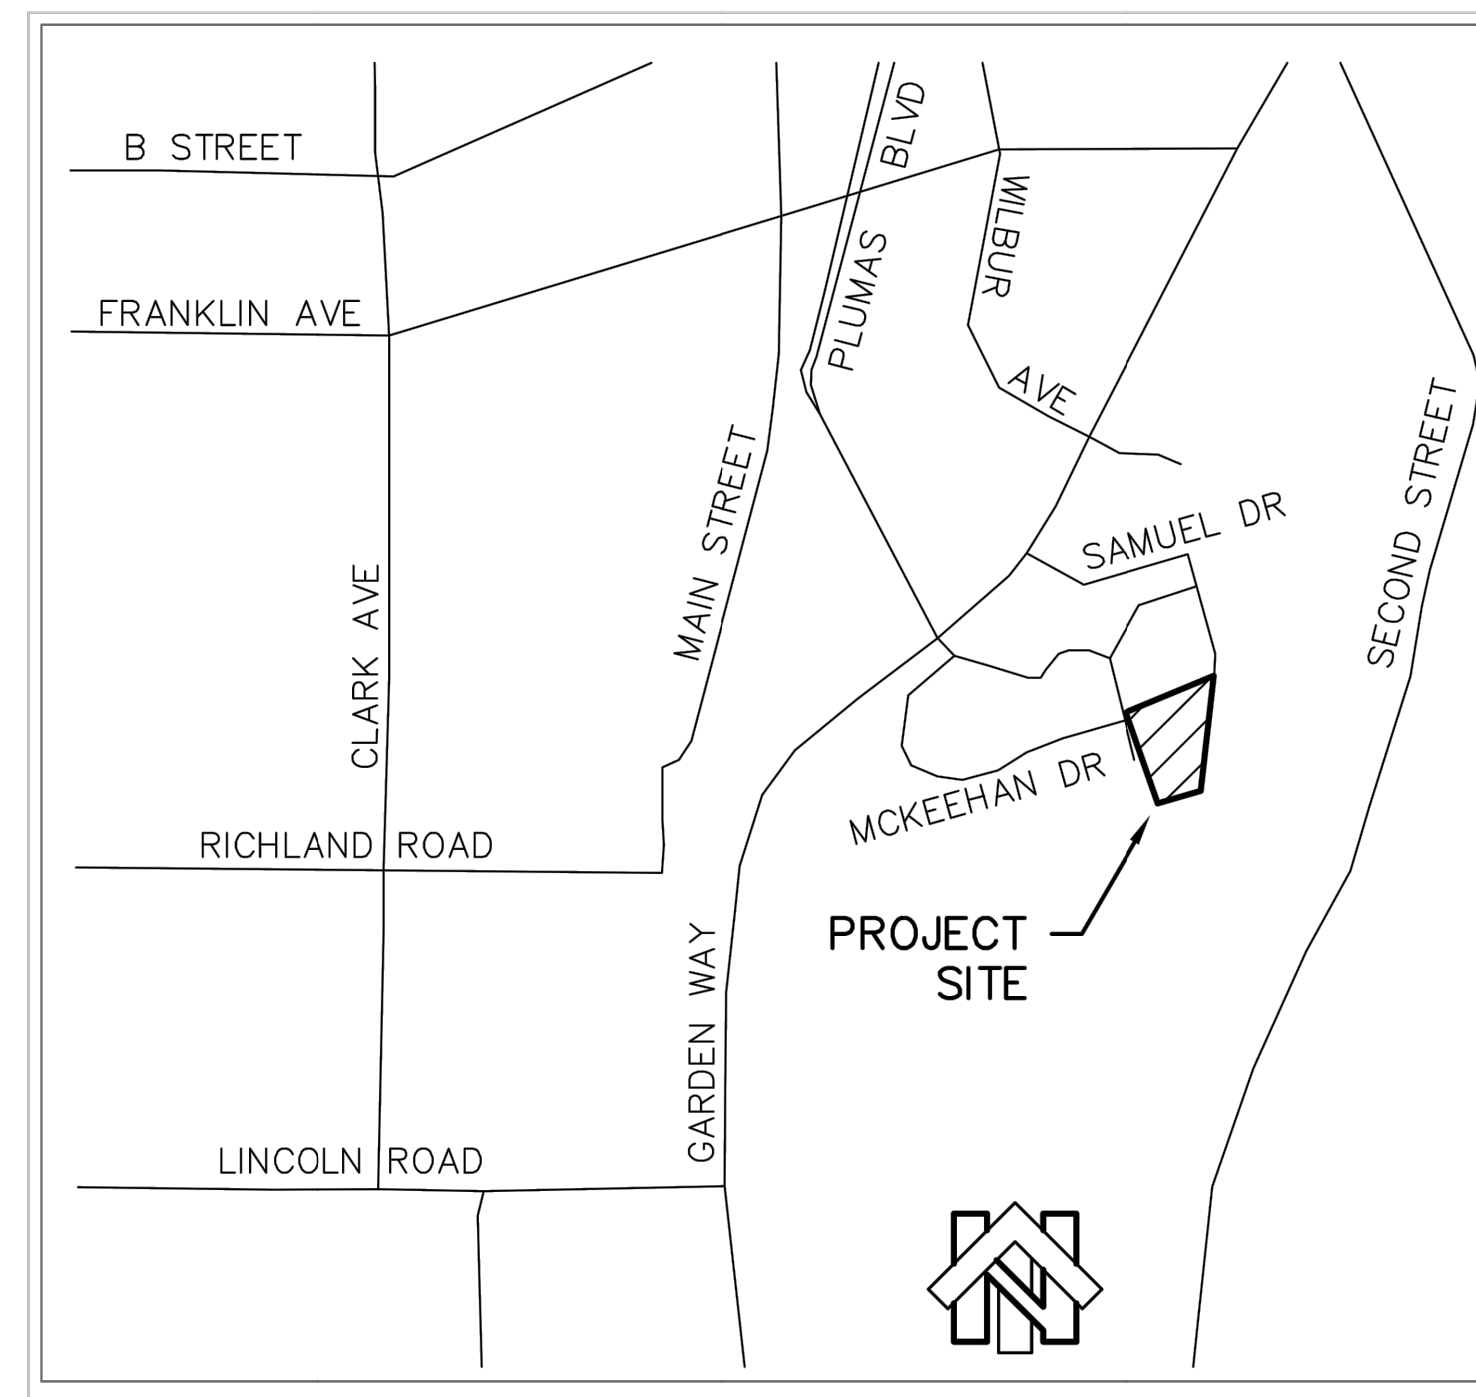 B STREET
FRANKLIN AVE
PLUMAS BLVD
WILBUR AVE
MAIN STREET
CLARK AVE
SAMUEL DR
SECOND STREET
MCKEEHAN DR
RICHLAND ROAD
PROJECT
SITE
GARDEN WAY
LINCOLN ROAD
N